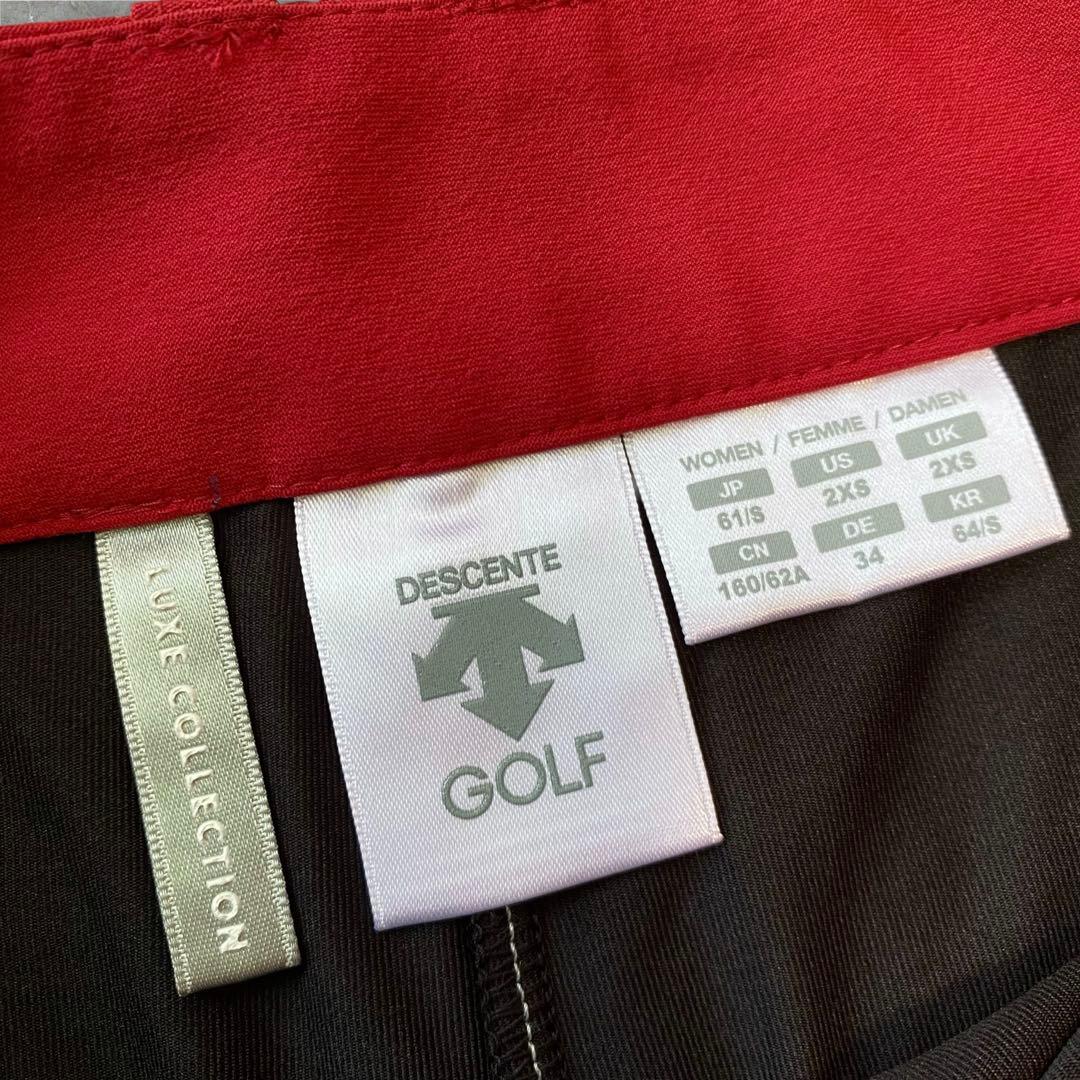 LUXE COLLECTION
DESCENTE
GOLF
WOMEN / FEMME / DAMEN
JP US UK
61/S 2XS 2XS
CN DE KR
160/62A 34 64/S